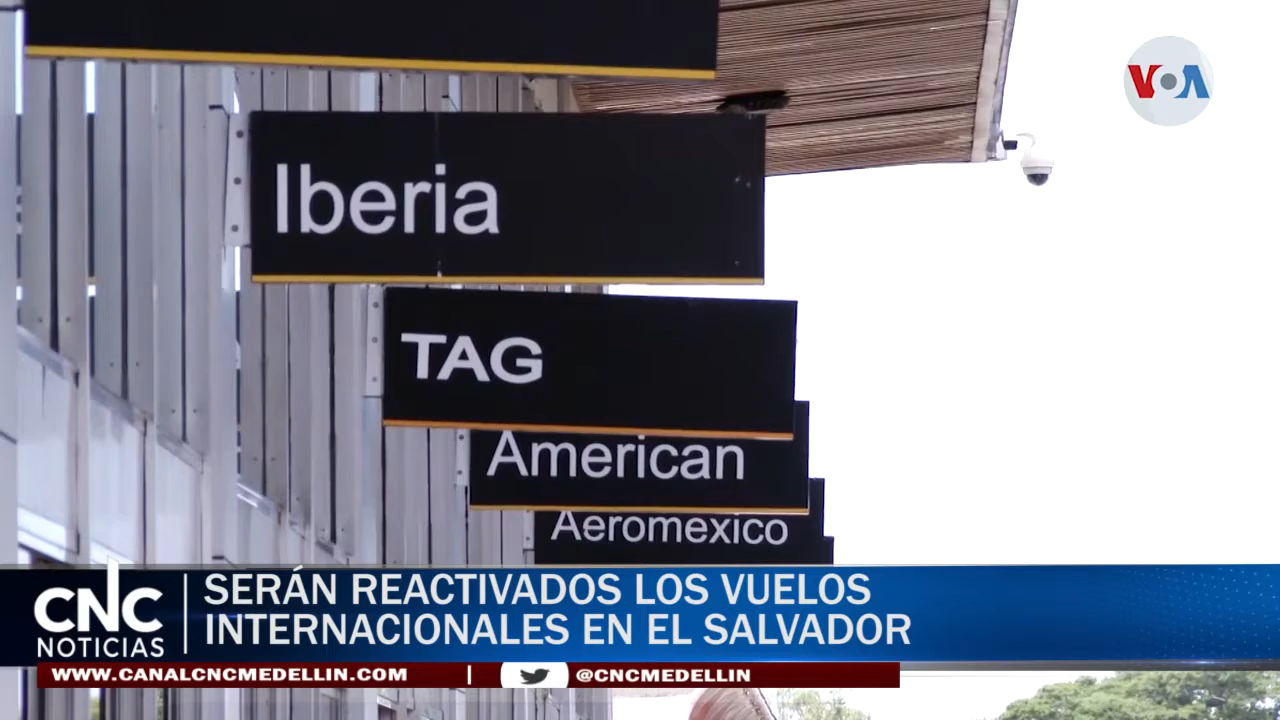 VOA
Iberia
TAG
American
Aeromexico
CNC
NOTICIAS
SERÁN REACTIVADOS LOS VUELOS
INTERNACIONALES EN EL SALVADOR
WWW.CANALCNCMEDELLIN.COM | @CNCMEDELLIN